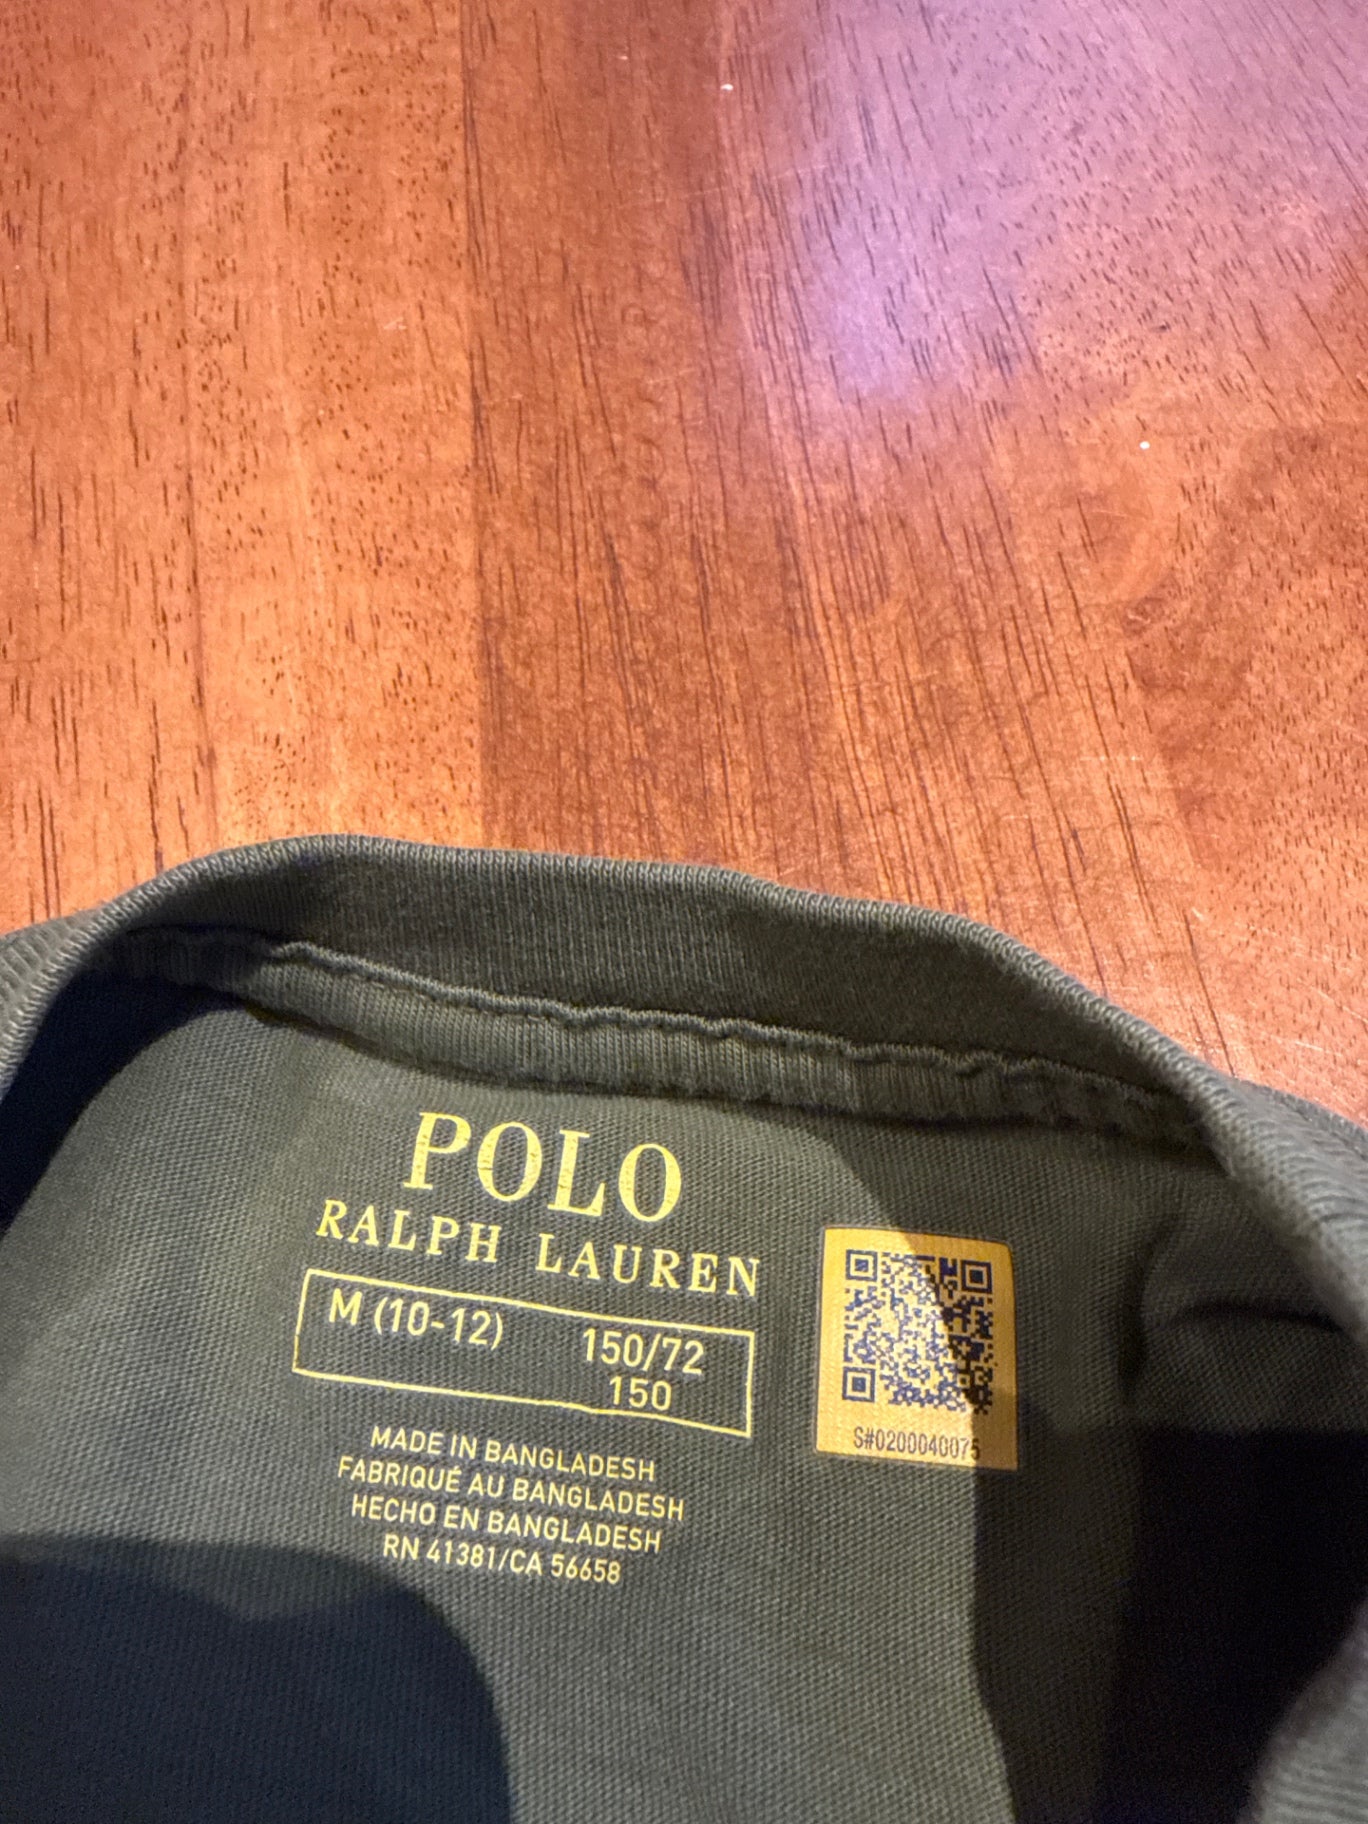 POLO
RALPH LAUREN
M (10-12) 150/72
150
MADE IN BANGLADESH
FABRIQUÉ AU BANGLADESH
HECHO EN BANGLADESH
RN 41381/CA 56658
S#0200040075